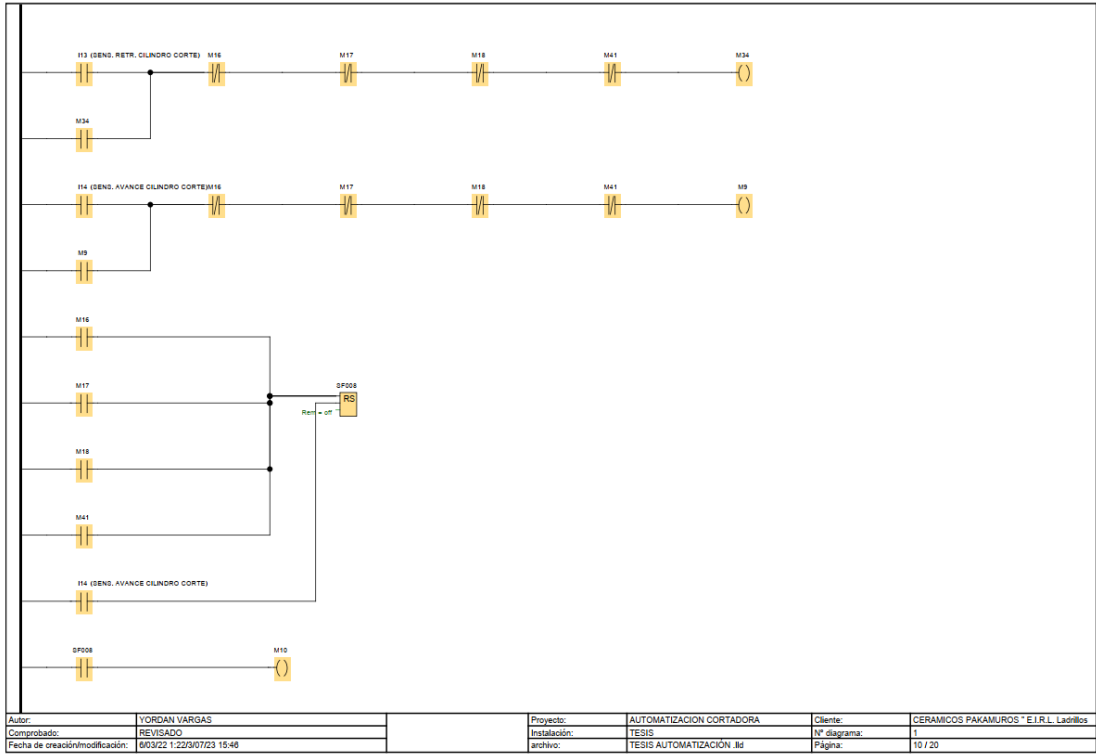 I13 (SENS. RETR. CILINDRO CORTE) M16 M17 M18 M41 M34
M34
I14 (SENS. AVANCE CILINDRO CORTE)M16 M17 M18 M41 M9
M9
M16
M17
SF008
RS
Rem = off
M18
M41
I14 (SENS. AVANCE CILINDRO CORTE)
SF008 M10
Autor: YORDAN VARGAS Proyecto: AUTOMATIZACION CORTADORA Cliente: CERAMICOS PAKAMUROS " E.I.R.L. Ladrillos
Comprobado: REVISADO Instalación: TESIS Nº diagrama: 1
Fecha de creación/modificación: 6/03/22 1:22/3/07/23 15:46 archivo: TESIS AUTOMATIZACIÓN .lld Página: 10 / 20